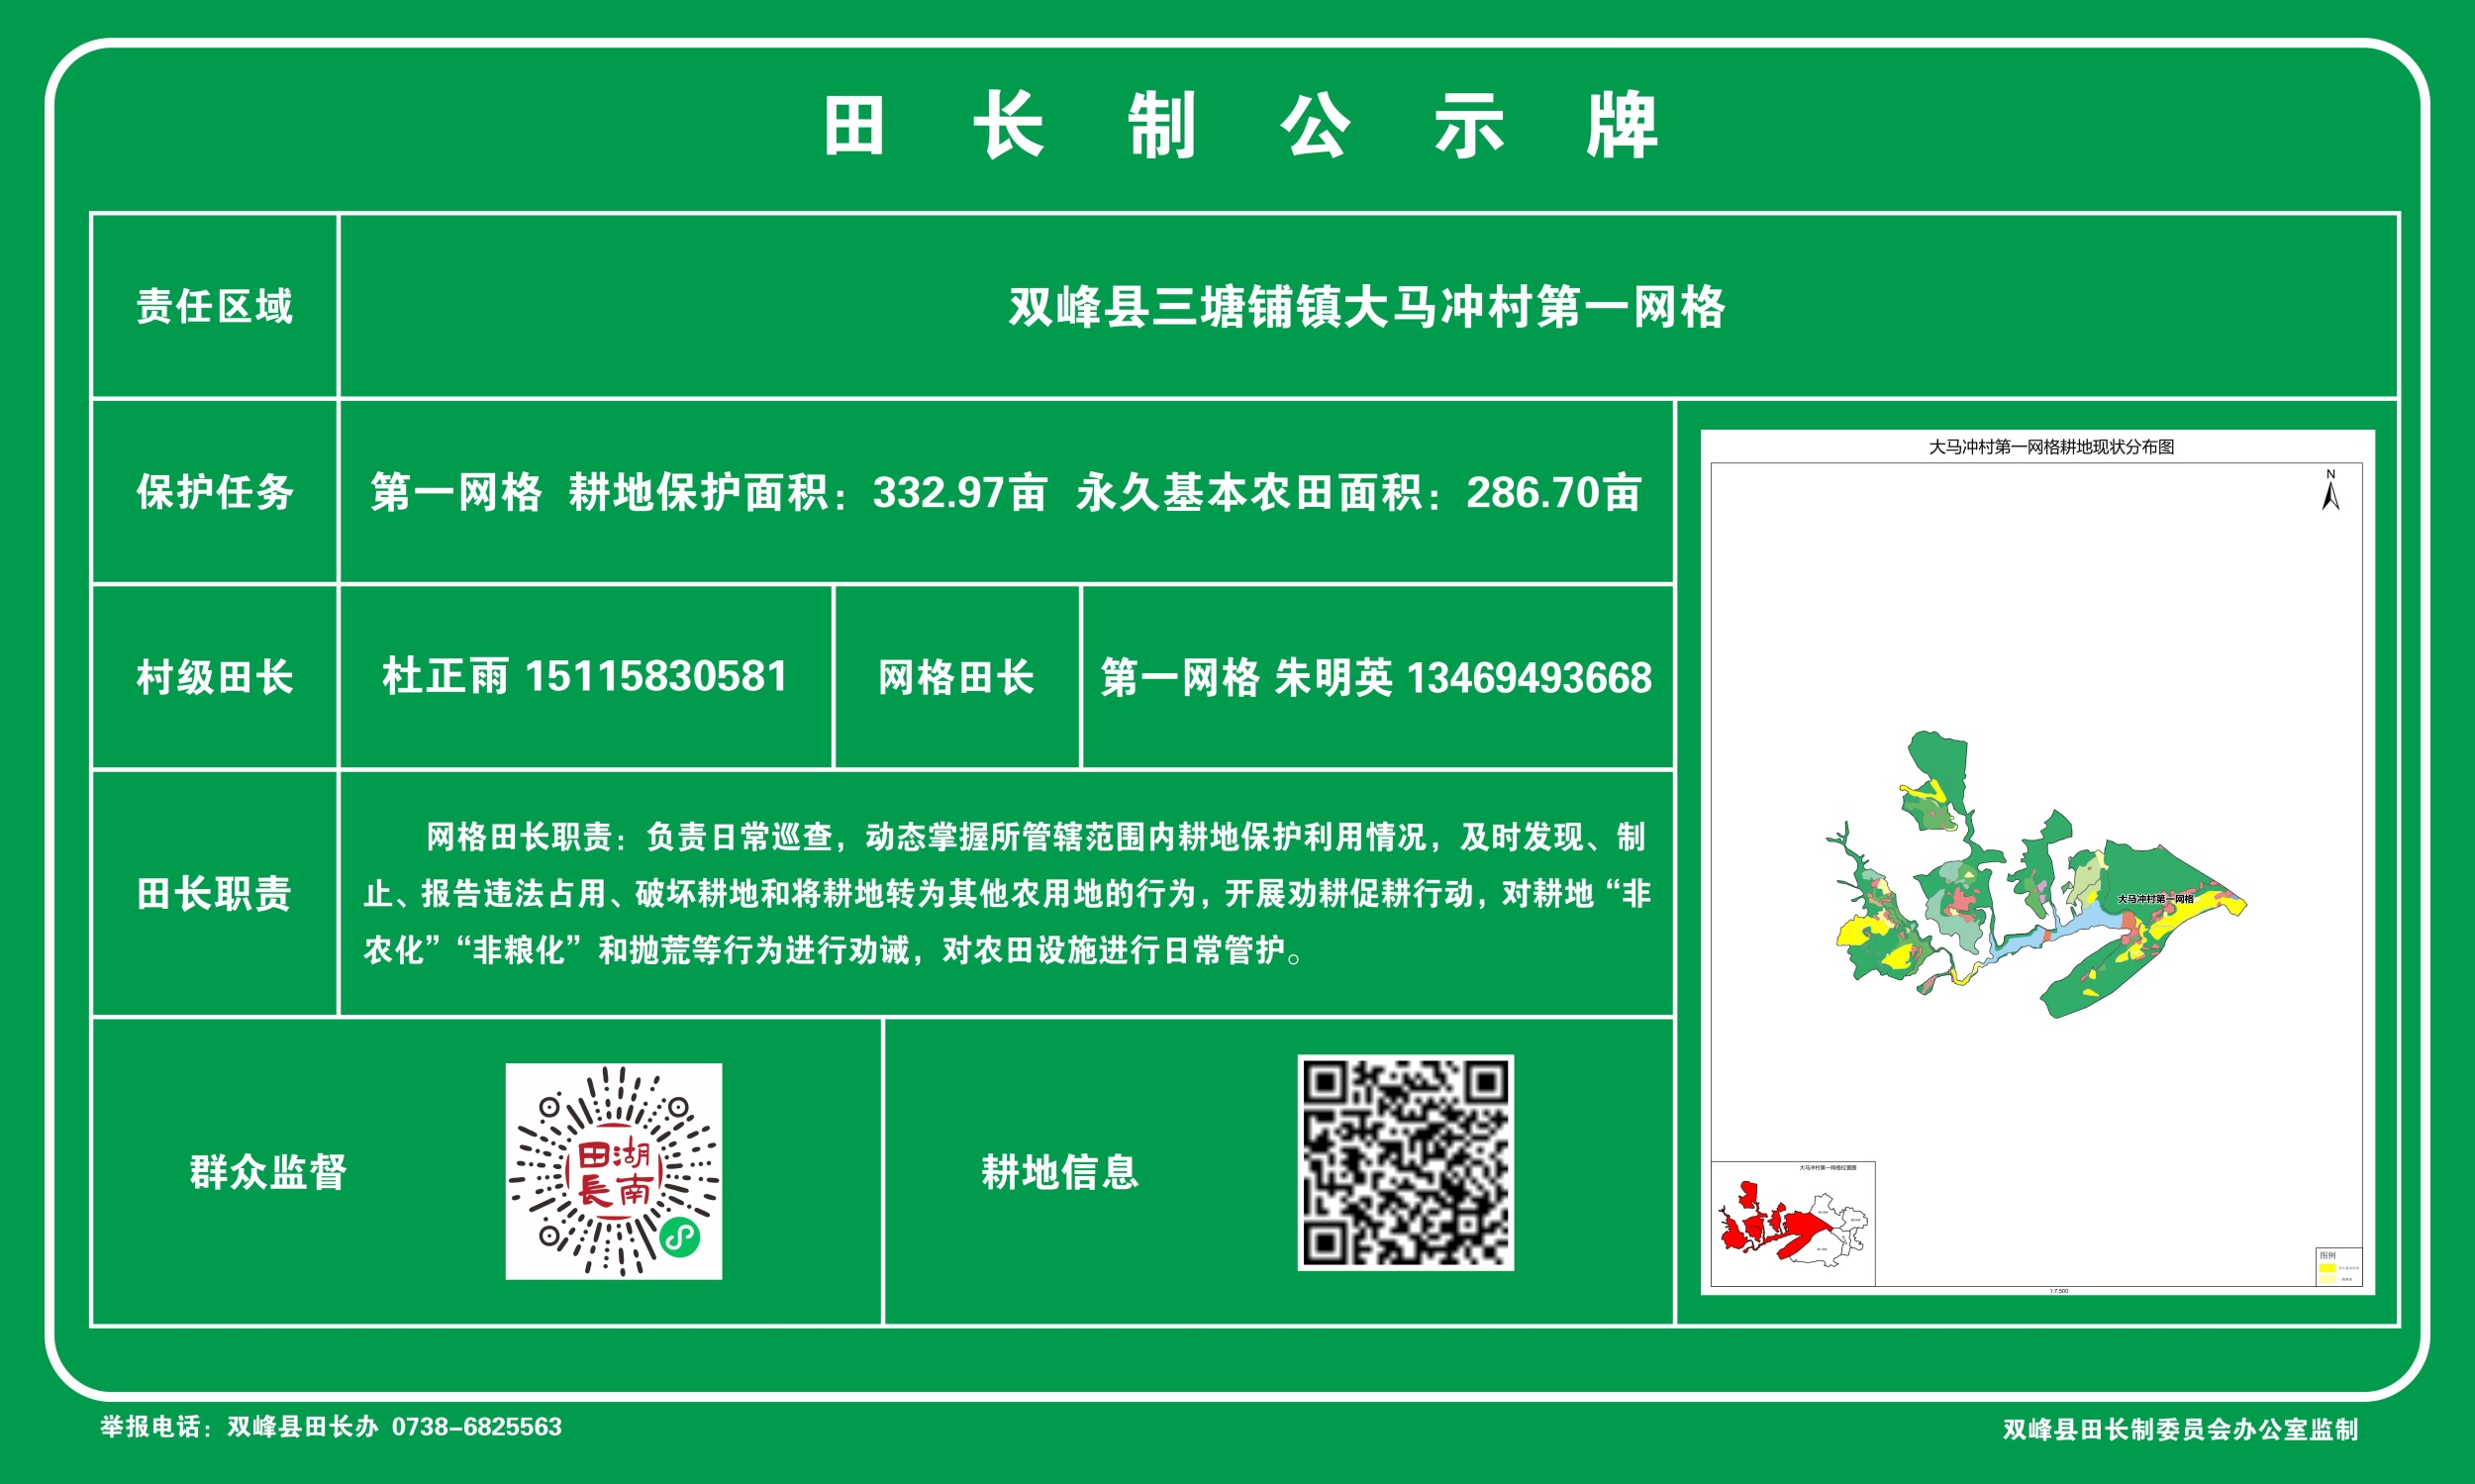 田长制公示牌
责任区域
双峰县三塘铺镇大马冲村第一网格
保护任务
第一网格 耕地保护面积：332.97亩 永久基本农田面积：286.70亩
村级田长
杜正雨 15115830581
网格田长
第一网格 朱明英 13469493668
田长职责
网格田长职责：负责日常巡查，动态掌握所管辖范围内耕地保护利用情况，及时发现、制
止、报告违法占用、破坏耕地和将耕地转为其他农用地的行为，开展劝耕促耕行动，对耕地“非
农化”“非粮化”和抛荒等行为进行劝诫，对农田设施进行日常管护。
群众监督
湖南
田長
耕地信息
大马冲村第一网格耕地现状分布图
N
大马冲村第一网格
大马冲村第一网格位置图
图例
1:7,500
举报电话：双峰县田长办 0738-6825563
双峰县田长制委员会办公室监制